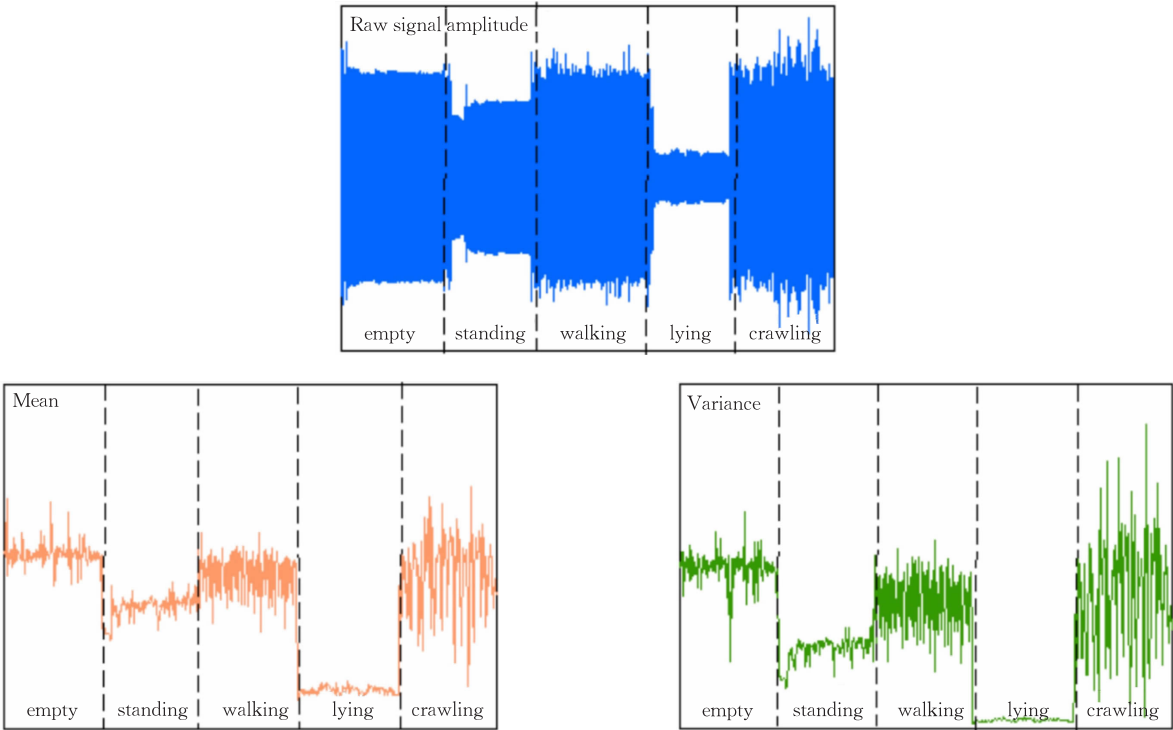 Raw signal amplitude
empty standing walking lying crawling
Mean
empty standing walking lying crawling
Variance
empty standing walking lying crawling